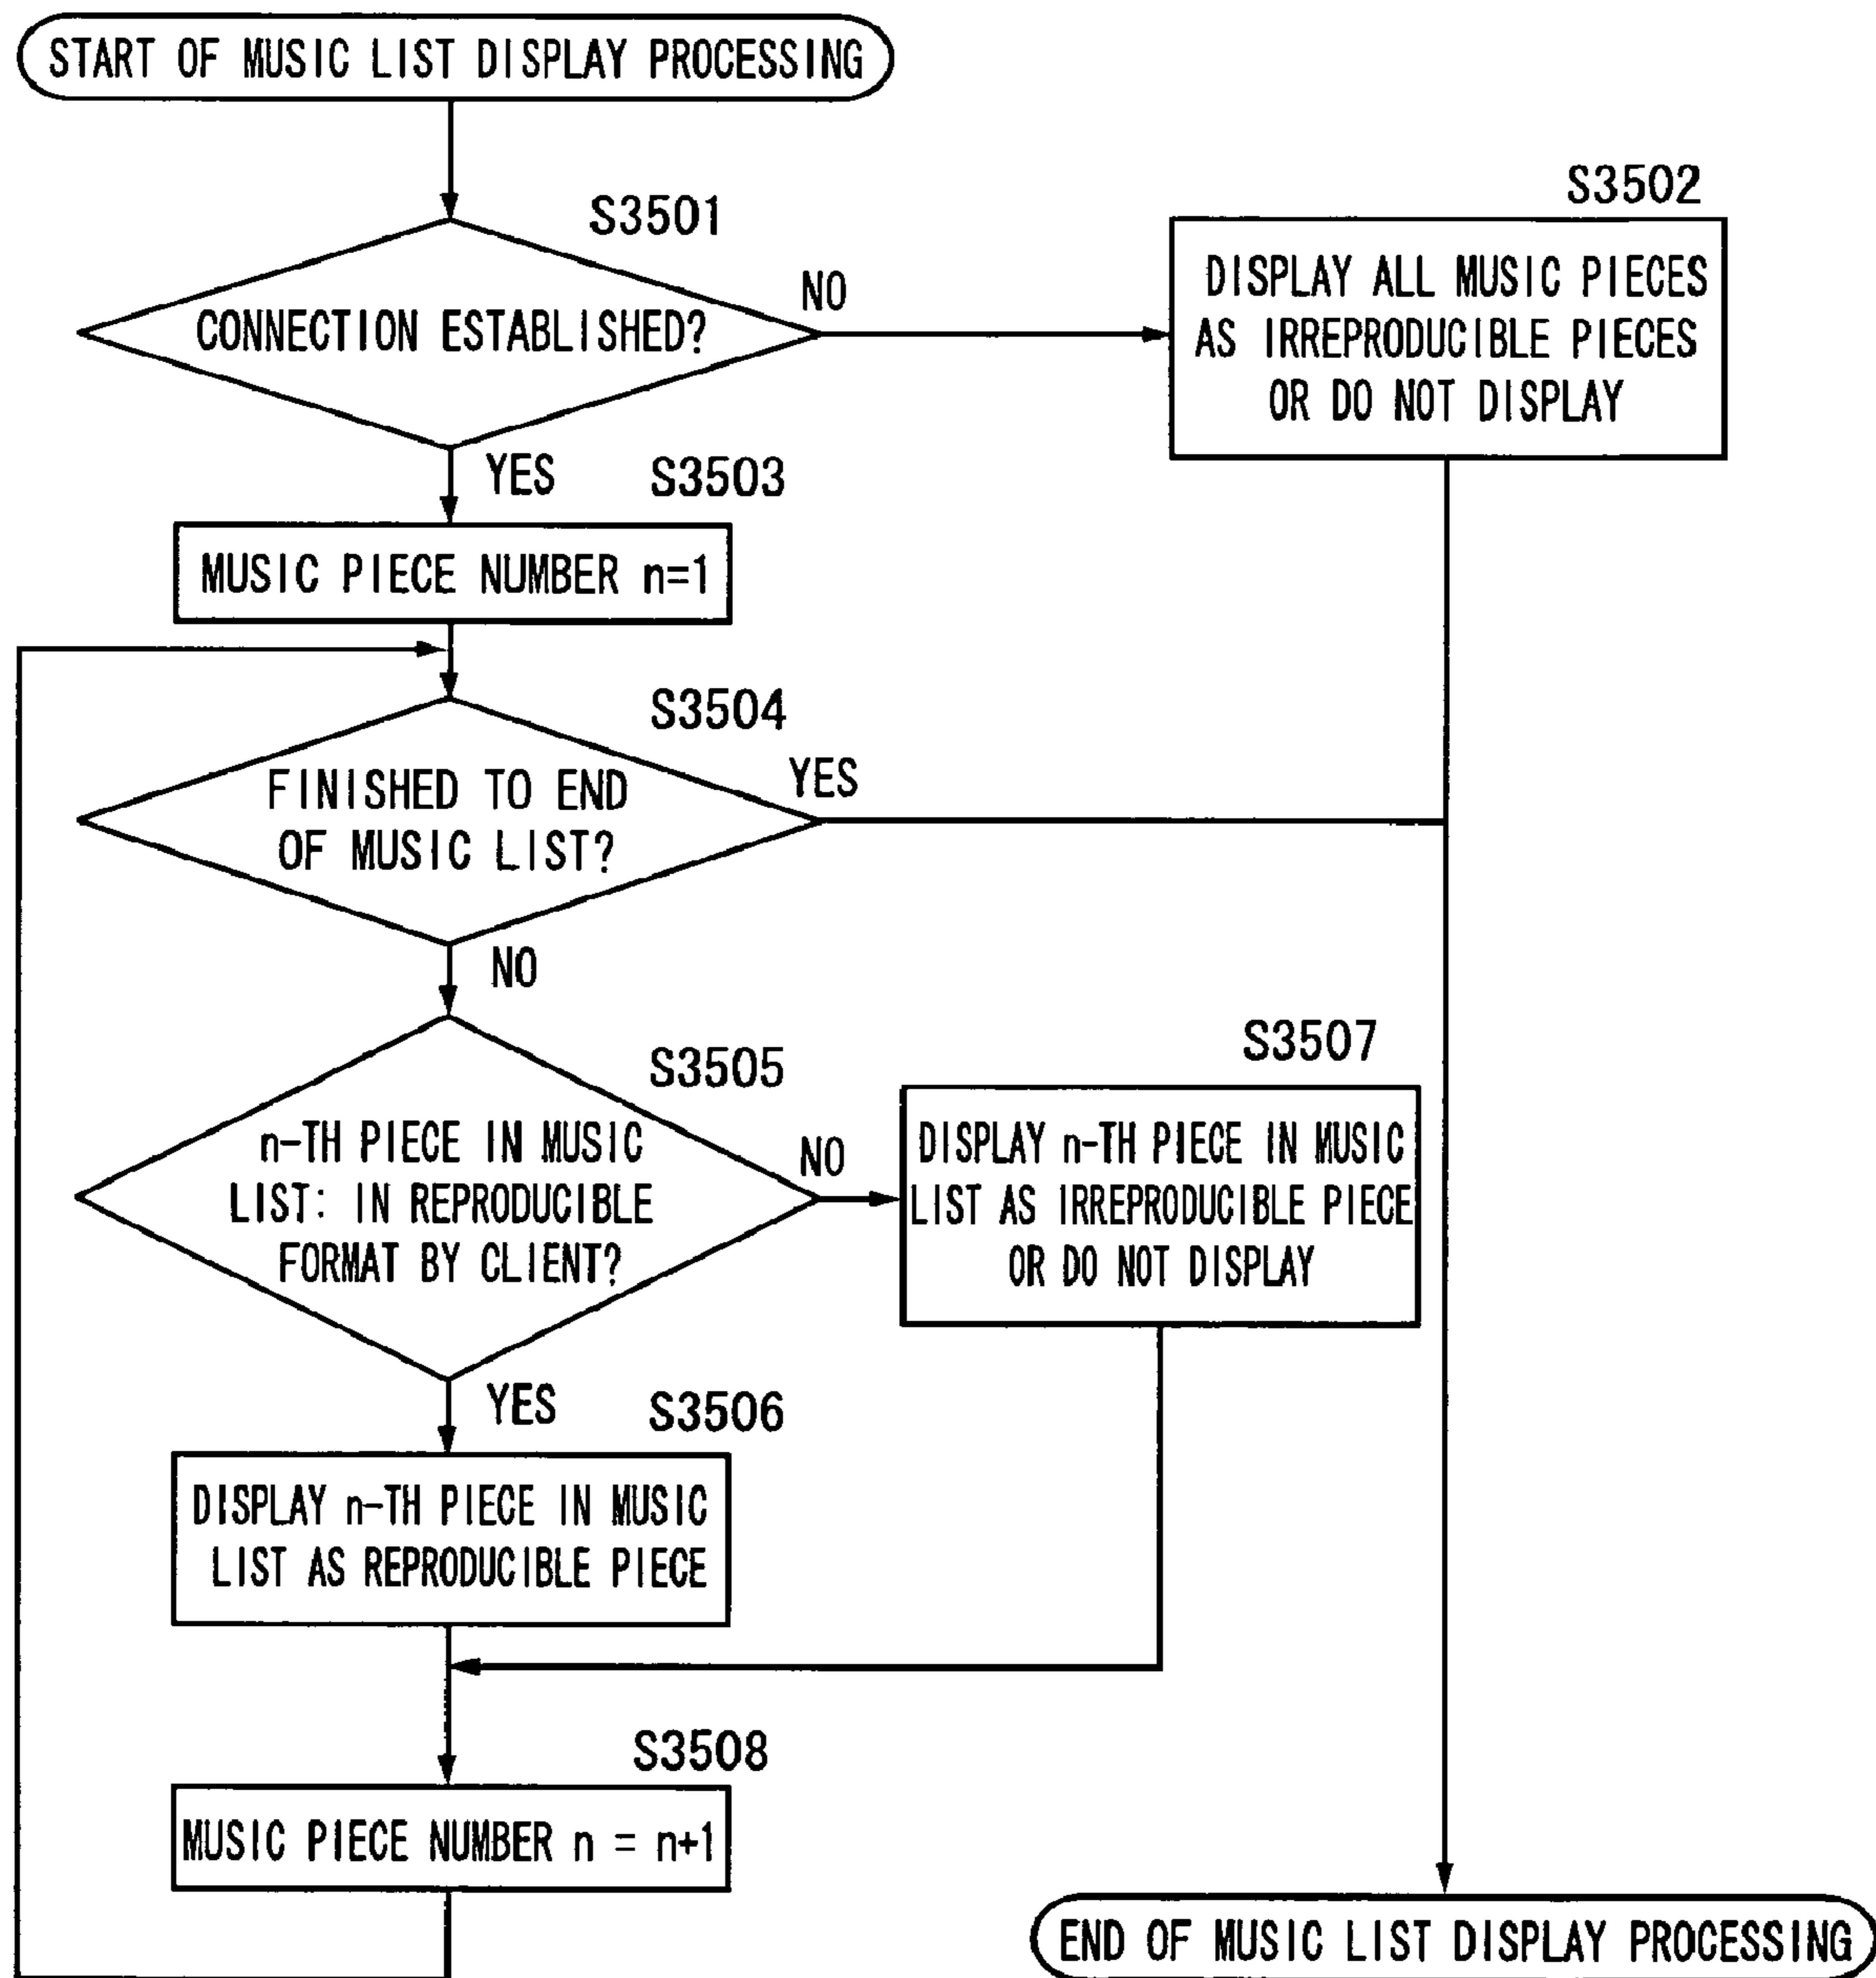 START OF MUSIC LIST DISPLAY PROCESSING
S3501
CONNECTION ESTABLISHED?
NO
S3502
DISPLAY ALL MUSIC PIECES
AS IRREPRODUCIBLE PIECES
OR DO NOT DISPLAY
YES
S3503
MUSIC PIECE NUMBER n=1
S3504
FINISHED TO END
OF MUSIC LIST?
YES
NO
S3505
n-TH PIECE IN MUSIC
LIST: IN REPRODUCIBLE
FORMAT BY CLIENT?
NO
S3507
DISPLAY n-TH PIECE IN MUSIC
LIST AS IRREPRODUCIBLE PIECE
OR DO NOT DISPLAY
YES
S3506
DISPLAY n-TH PIECE IN MUSIC
LIST AS REPRODUCIBLE PIECE
S3508
MUSIC PIECE NUMBER n = n+1
END OF MUSIC LIST DISPLAY PROCESSING